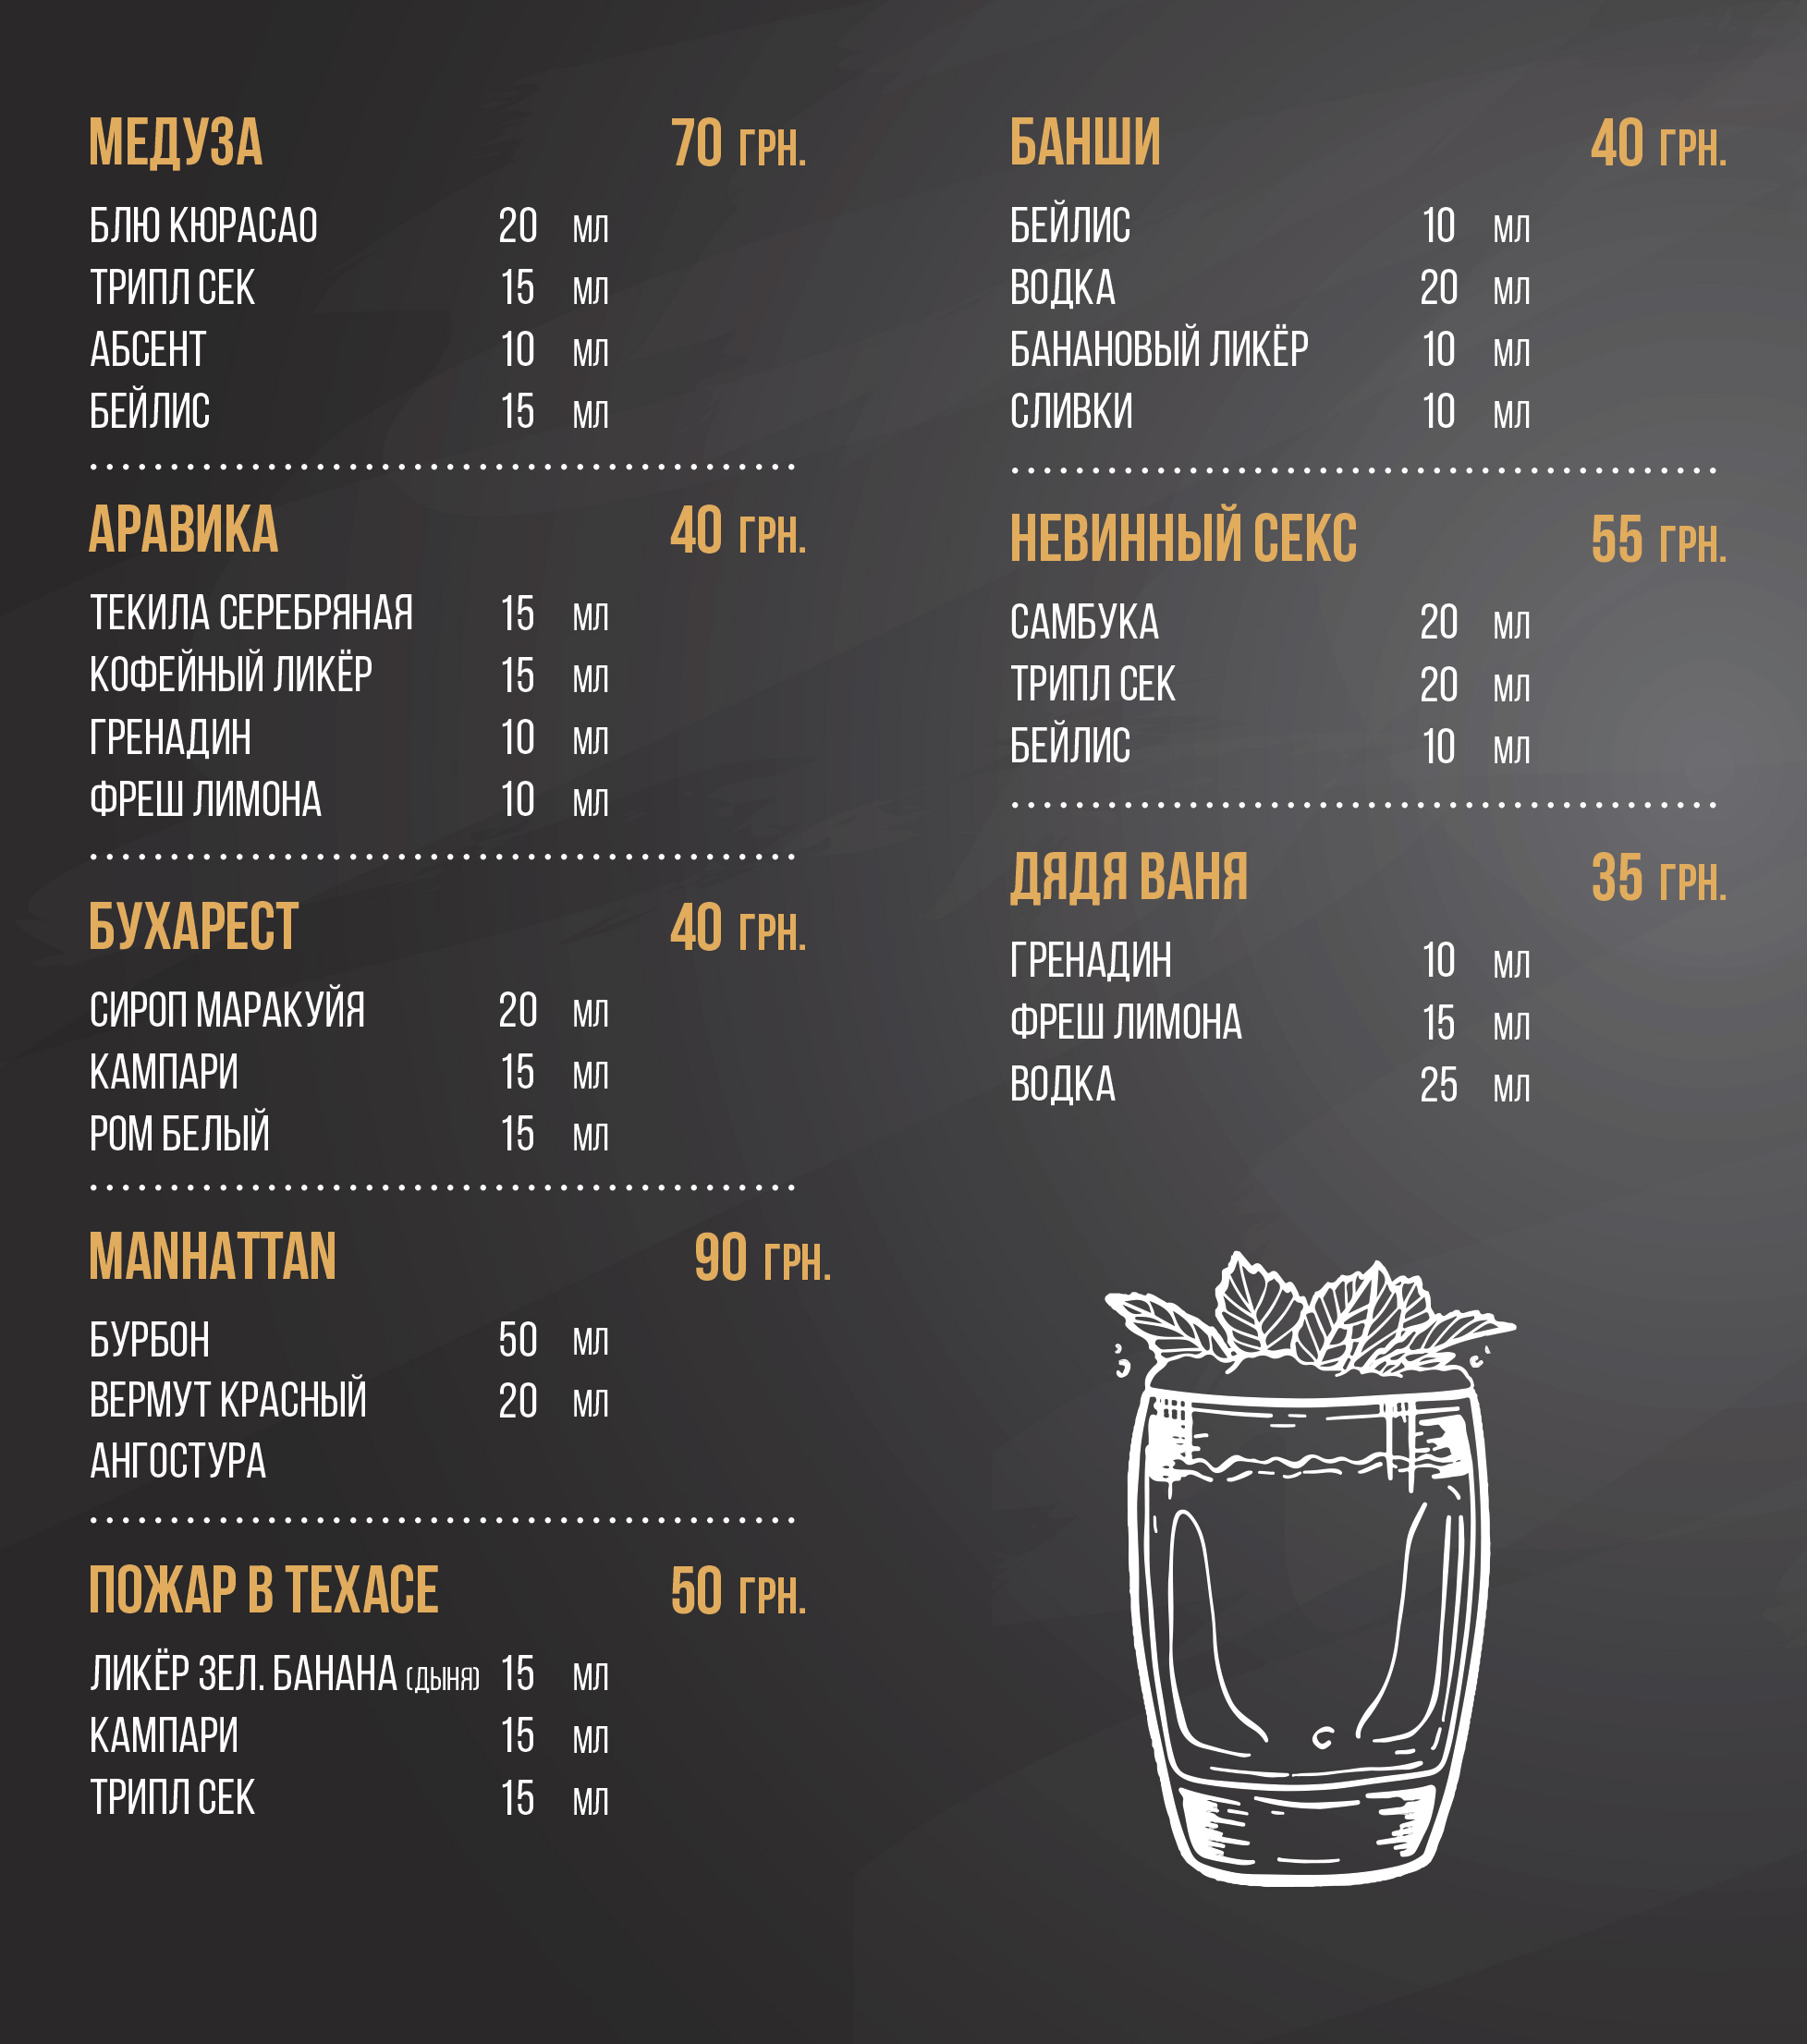 МЕДУЗА 70 ГРН.
БЛЮ КЮРАСАО 20 МЛ
ТРИПЛ СЕК 15 МЛ
АБСЕНТ 10 МЛ
БЕЙЛИС 15 МЛ
АРАВИКА 40 ГРН.
ТЕКИЛА СЕРЕБРЯНАЯ 15 МЛ
КОФЕЙНЫЙ ЛИКЁР 15 МЛ
ГРЕНАДИН 10 МЛ
ФРЕШ ЛИМОНА 10 МЛ
БУХАРЕСТ 40 ГРН.
СИРОП МАРАКУЙЯ 20 МЛ
КАМПАРИ 15 МЛ
РОМ БЕЛЫЙ 15 МЛ
MANHATTAN 90 ГРН.
БУРБОН 50 МЛ
ВЕРМУТ КРАСНЫЙ 20 МЛ
АНГОСТУРА
ПОЖАР В ТЕХАСЕ 50 ГРН.
ЛИКЁР ЗЕЛ. БАНАНА (ДЫНЯ) 15 МЛ
КАМПАРИ 15 МЛ
ТРИПЛ СЕК 15 МЛ
БАНШИ 40 ГРН.
БЕЙЛИС 10 МЛ
ВОДКА 20 МЛ
БАНАНОВЫЙ ЛИКЁР 10 МЛ
СЛИВКИ 10 МЛ
НЕВИННЫЙ СЕКС 55 ГРН.
САМБУКА 20 МЛ
ТРИПЛ СЕК 20 МЛ
БЕЙЛИС 10 МЛ
ДЯДЯ ВАНЯ 35 ГРН.
ГРЕНАДИН 10 МЛ
ФРЕШ ЛИМОНА 15 МЛ
ВОДКА 25 МЛ